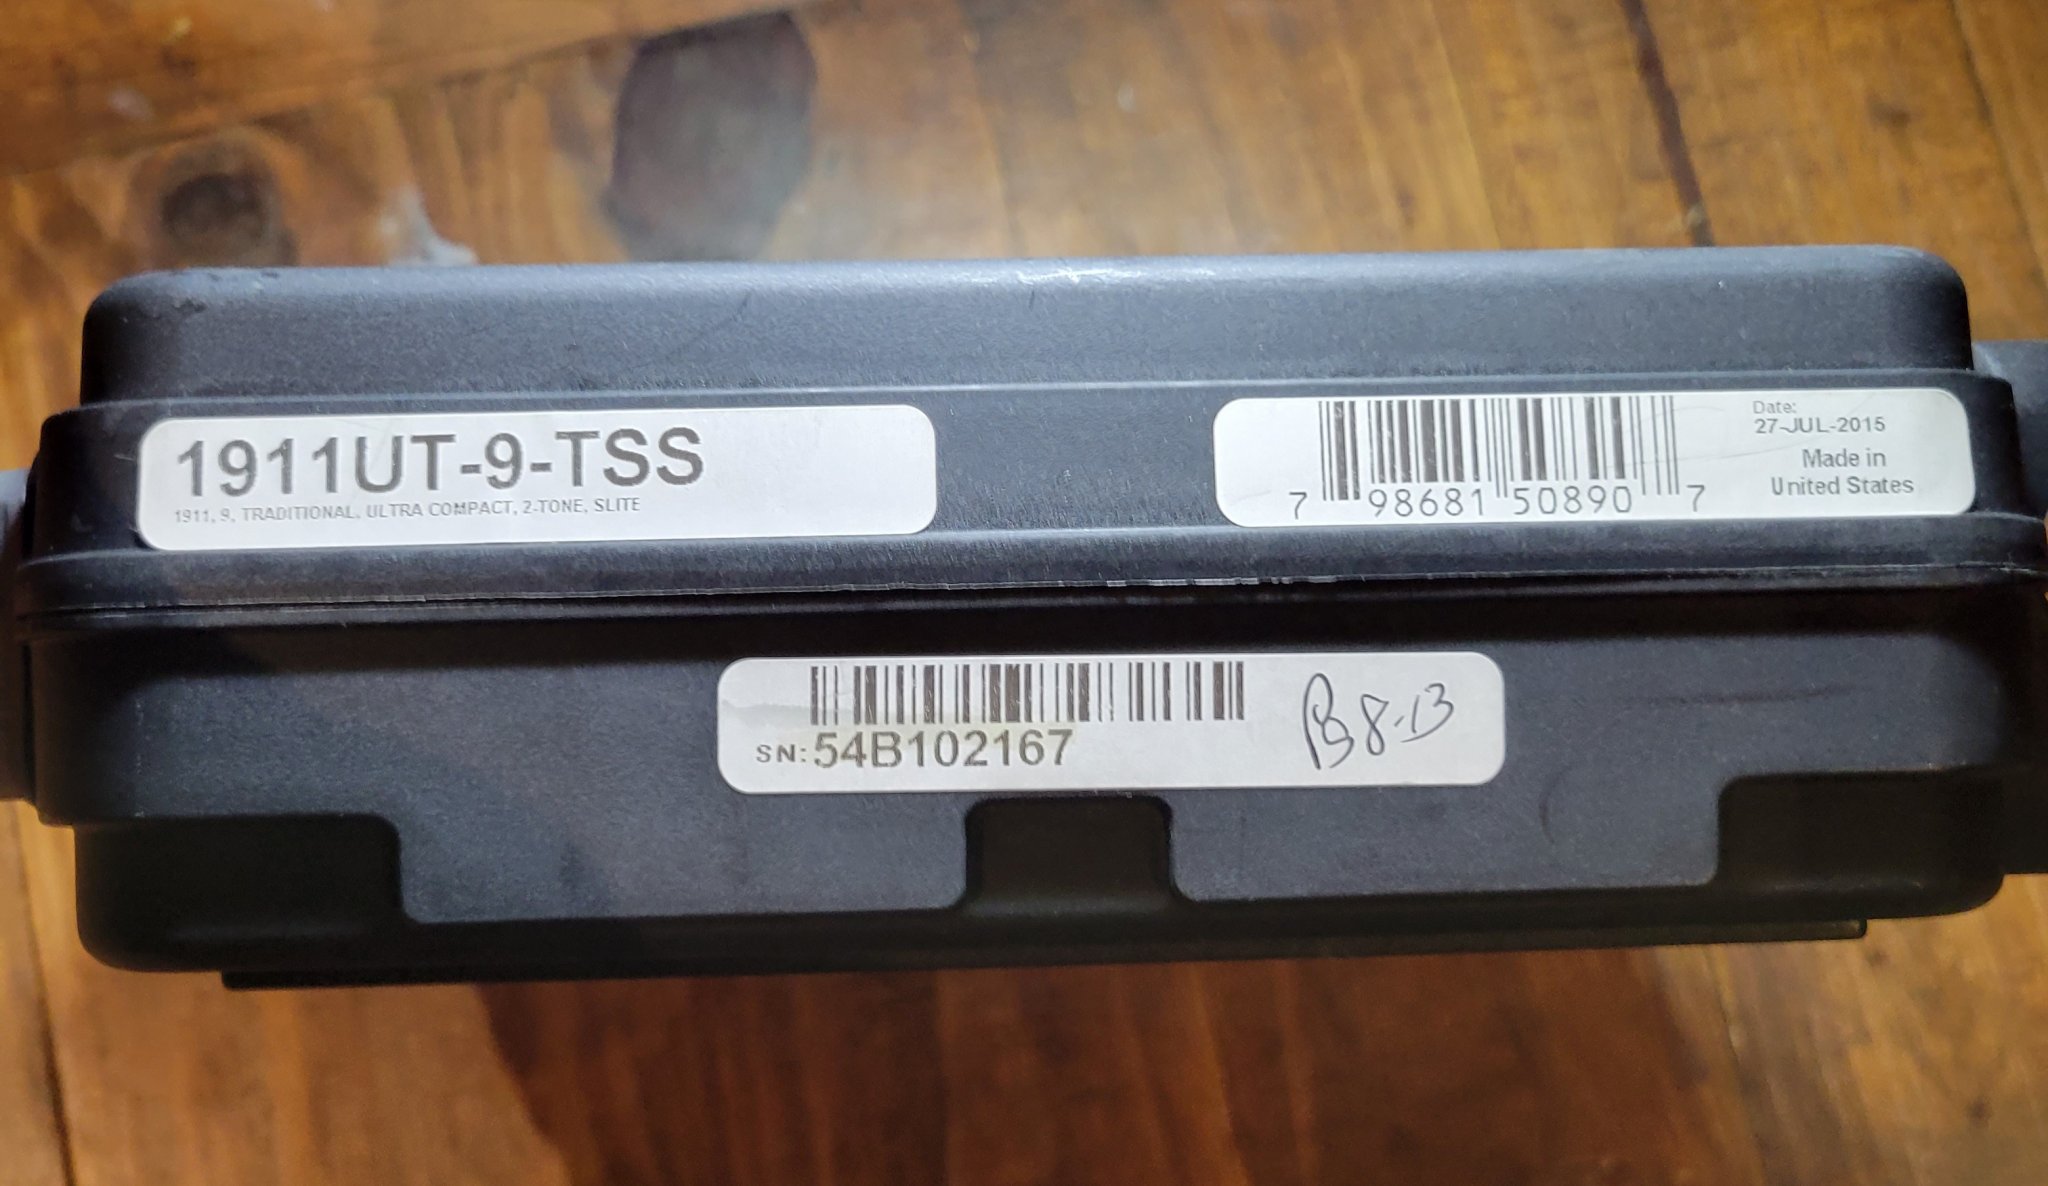 1911UT-9-TSS
1911, 9, TRADITIONAL, ULTRA COMPACT, 2-TONE, SLITE
7 98681 50890 7
Date:
27-JUL-2015
Made in
United States
SN: 54B102167
8-13